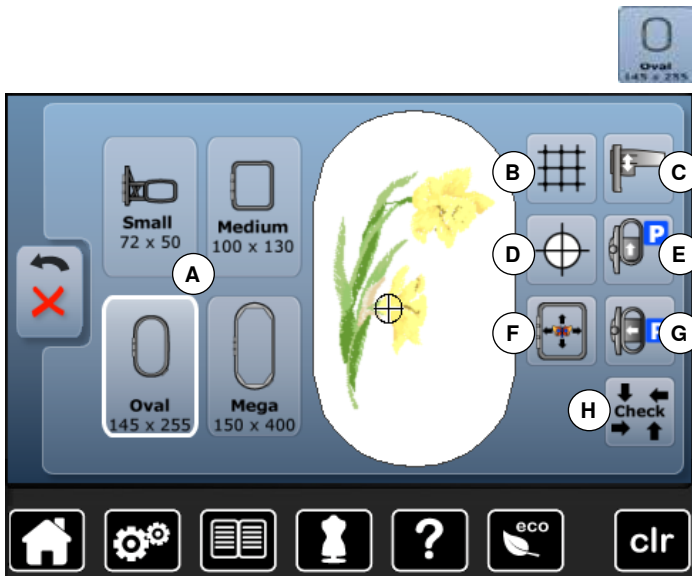 Oval
145 x 255
Small
72 x 50
Medium
100 x 130
A
Oval
145 x 255
Mega
150 x 400
B
C
D
P
E
F
P
G
H
Check
?
eco
clr